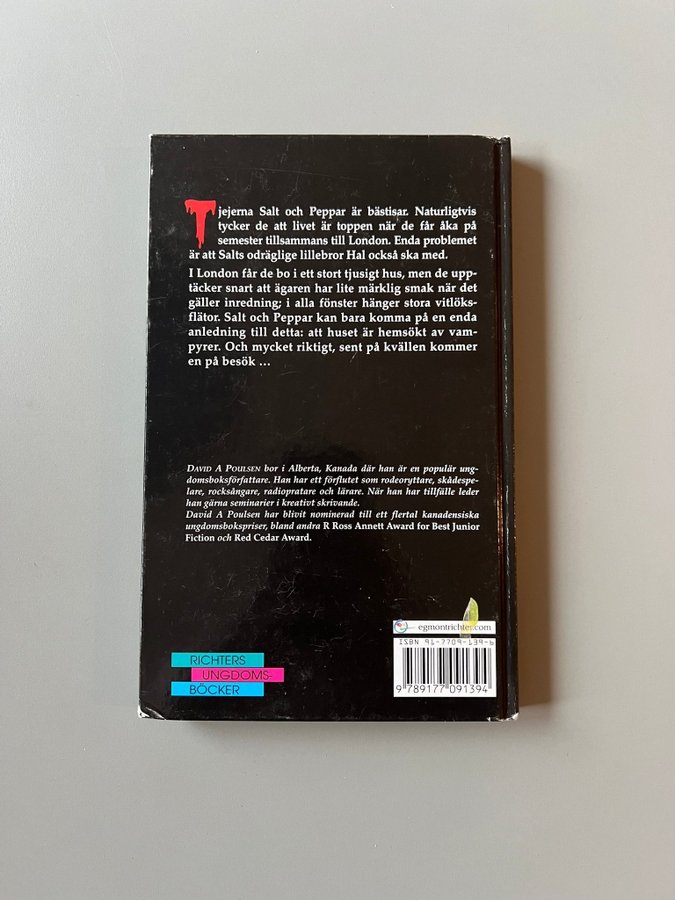 Tjejerna Salt och Peppar är bästisar. Naturligtvis
tycker de att livet är toppen när de får åka på
semester tillsammans till London. Enda problemet
är att Salts odräglige lillebror Hal också ska med.
I London får de bo i ett stort tjusigt hus, men de upp-
täcker snart att ägaren har lite märklig smak när det
gäller inredning; i alla fönster hänger stora vitlöks-
flätor. Salt och Peppar kan bara komma på en enda
anledning till detta: att huset är hemsökt av vam-
pyrer. Och mycket riktigt, sent på kvällen kommer
en på besök ...
DAVID A POULSEN bor i Alberta, Kanada där han är en populär ung-
domsboksförfattare. Han har ett förflutet som rodeoryttare, skådespe-
lare, rocksångare, radiopratare och lärare. När han har tillfälle leder
han gärna seminarier i kreativt skrivande.
David A Poulsen har blivit nominerad till ett flertal kanadensiska
ungdomsbokspriser, bland andra R Ross Annett Award for Best Junior
Fiction och Red Cedar Award.
egmontrichter.com
ISBN 91-7709-139-6
9 789177 091394
RICHTERS
UNGDOMS-
BÖCKER